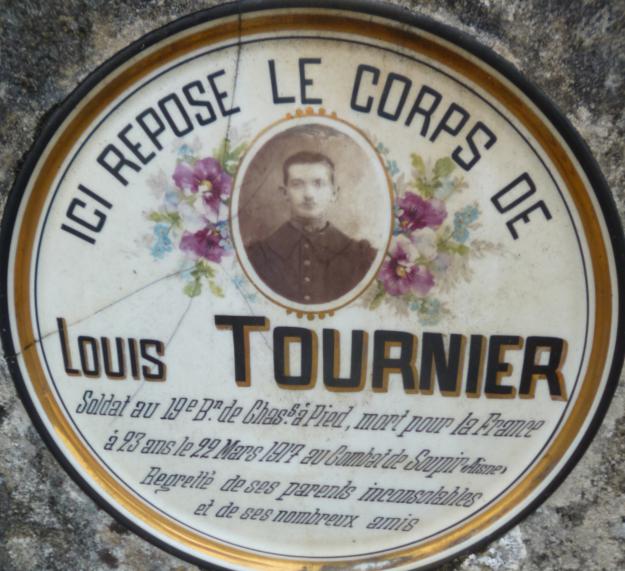 ICI REPOSE LE CORPS DE
LOUIS TOURNIER
Soldat au 19e Bn de Chass à Pied, mort pour la France
à 23 ans le 22 Mars 1917 au Combat de Soupir (Aisne)
Regretté de ses parents inconsolables
et de ses nombreux amis